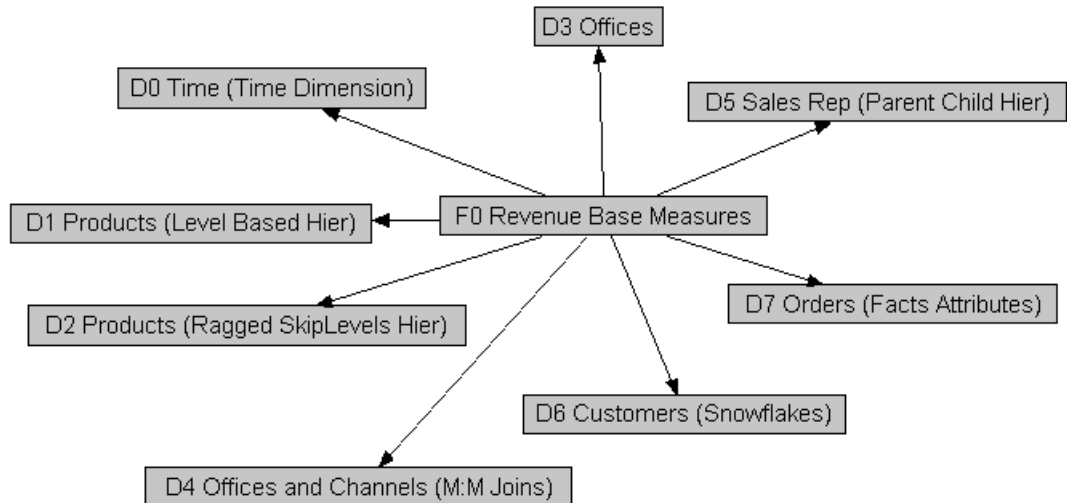 D3 Offices
D0 Time (Time Dimension)
D5 Sales Rep (Parent Child Hier)
F0 Revenue Base Measures
D1 Products (Level Based Hier)
D7 Orders (Facts Attributes)
D2 Products (Ragged SkipLevels Hier)
D6 Customers (Snowflakes)
D4 Offices and Channels (M:M Joins)